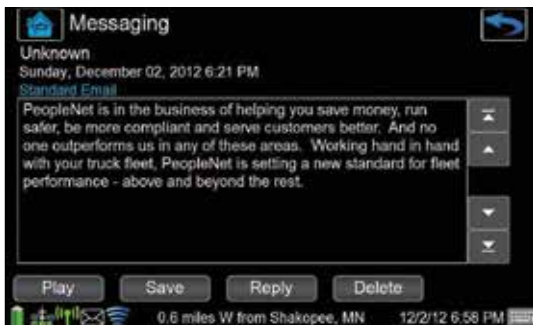 Messaging
Unknown
Sunday, December 02, 2012 6:21 PM
Standard Email
PeopleNet is in the business of helping you save money, run
safer, be more compliant and serve customers better. And no
one outperforms us in any of these areas. Working hand in hand
with your truck fleet, PeopleNet is setting a new standard for fleet
performance - above and beyond the rest.
Play Save Reply Delete
0.6 miles W from Shakopee, MN 12/2/12 6:58 PM